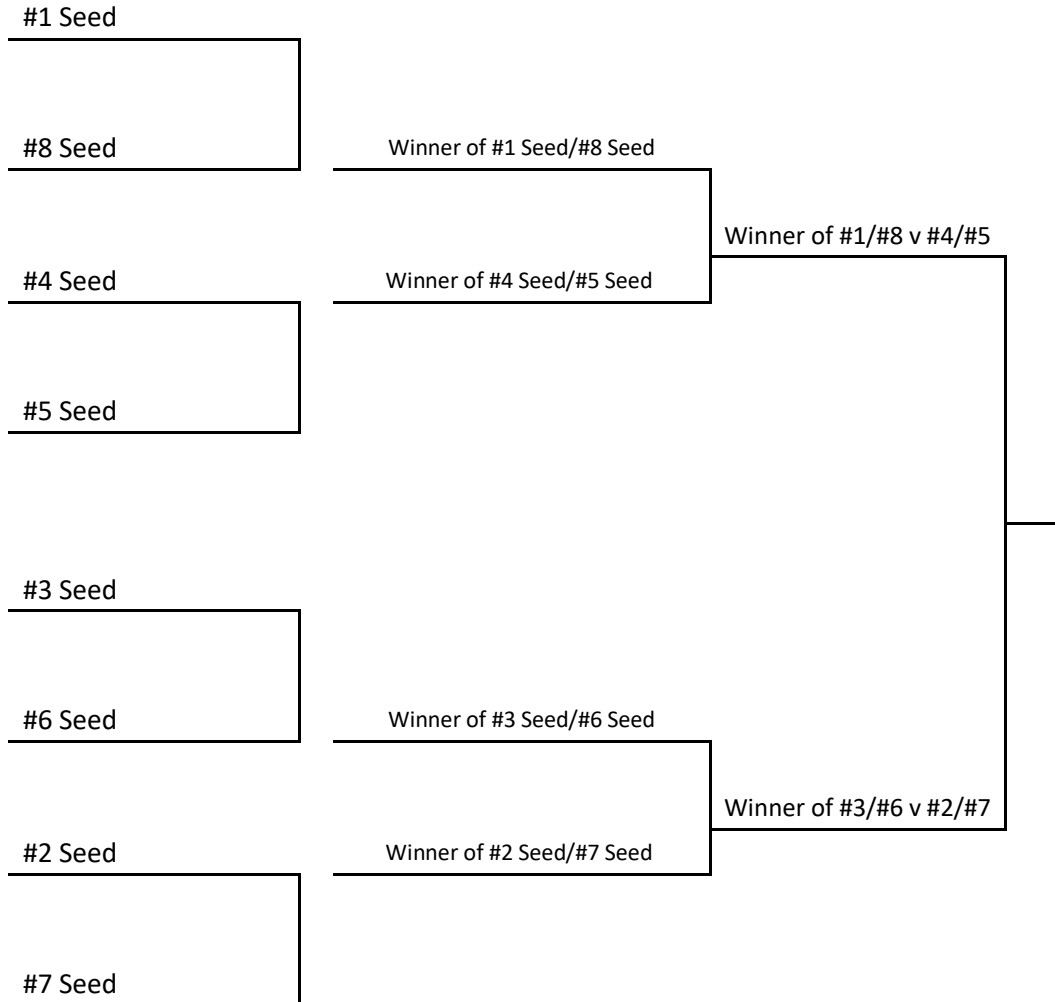 #1 Seed
#8 Seed
Winner of #1 Seed/#8 Seed
Winner of #1/#8 v #4/#5
#4 Seed
Winner of #4 Seed/#5 Seed
#5 Seed
#3 Seed
#6 Seed
Winner of #3 Seed/#6 Seed
Winner of #3/#6 v #2/#7
#2 Seed
Winner of #2 Seed/#7 Seed
#7 Seed